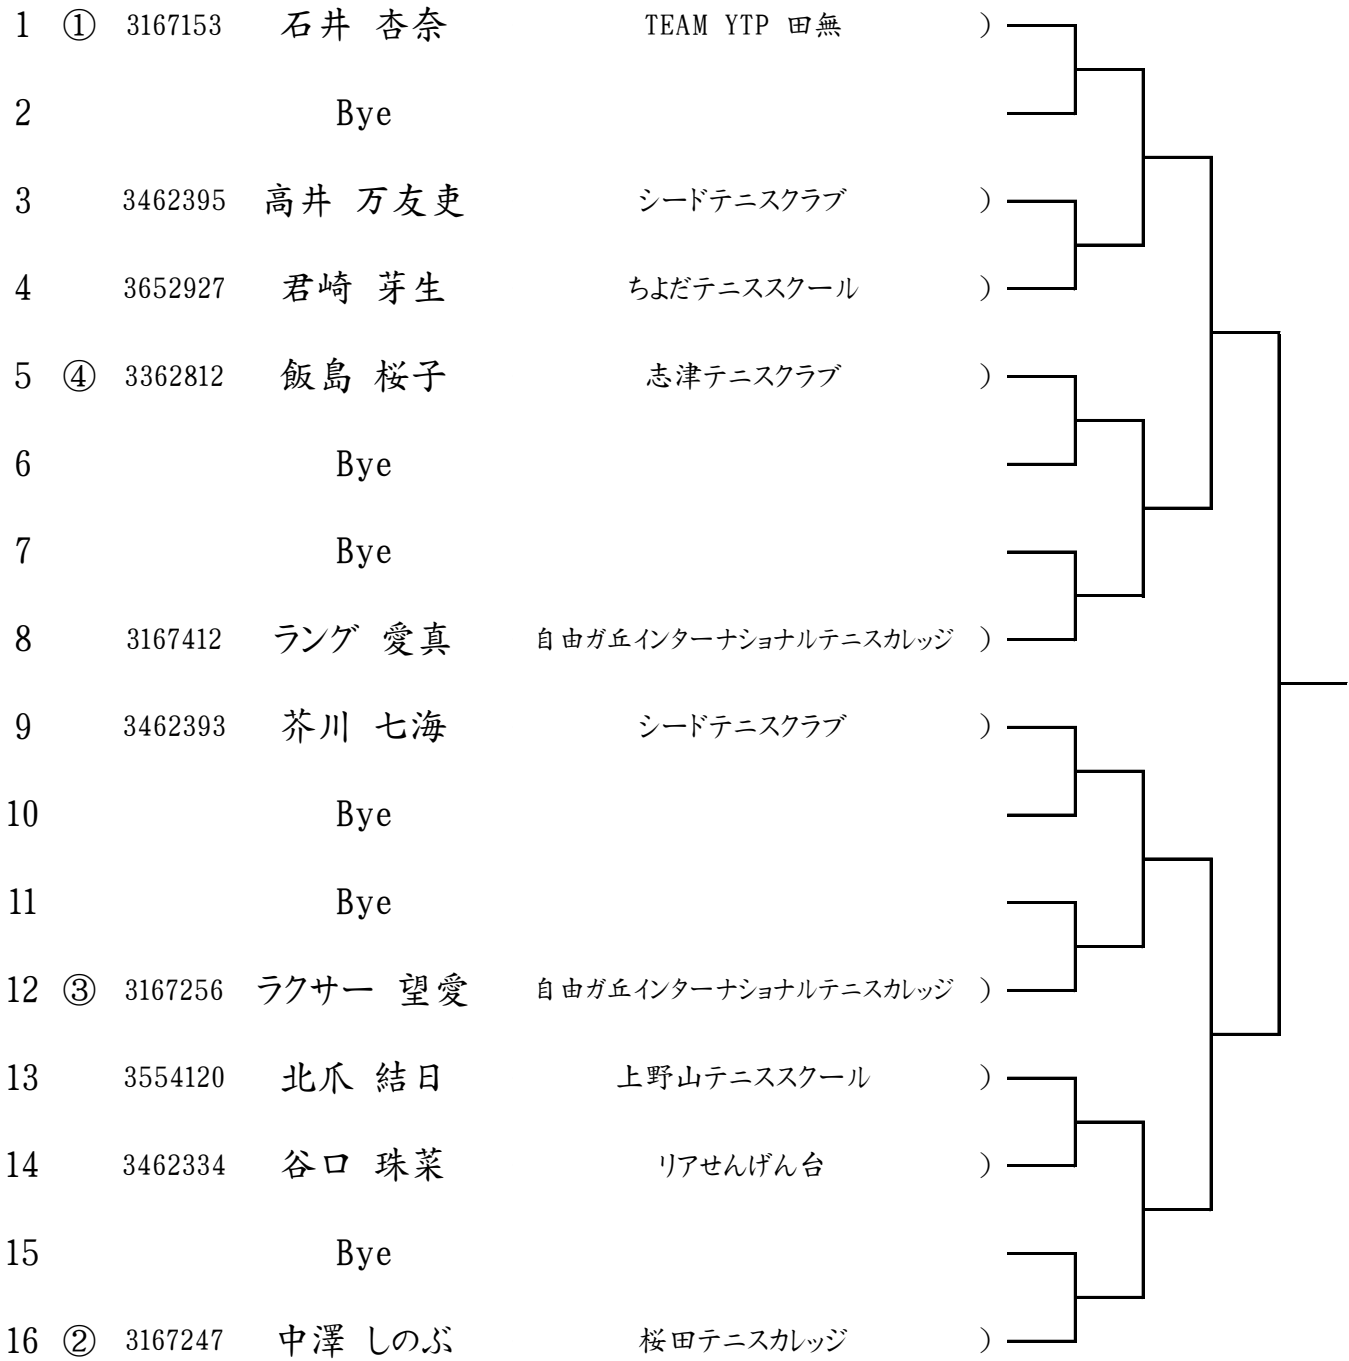 1 ① 3167153 石井 杏奈 TEAM YTP 田無 )
2 Bye
3 3462395 高井 万友吏 シードテニスクラブ )
4 3652927 君崎 芽生 ちよだテニススクール )
5 ④ 3362812 飯島 桜子 志津テニスクラブ )
6 Bye
7 Bye
8 3167412 ラング 愛真 自由ガ丘インターナショナルテニスカレッジ )
9 3462393 芥川 七海 シードテニスクラブ )
10 Bye
11 Bye
12 ③ 3167256 ラクサー 望愛 自由ガ丘インターナショナルテニスカレッジ )
13 3554120 北爪 結日 上野山テニススクール )
14 3462334 谷口 珠菜 リアせんげん台 )
15 Bye
16 ② 3167247 中澤 しのぶ 桜田テニスカレッジ )